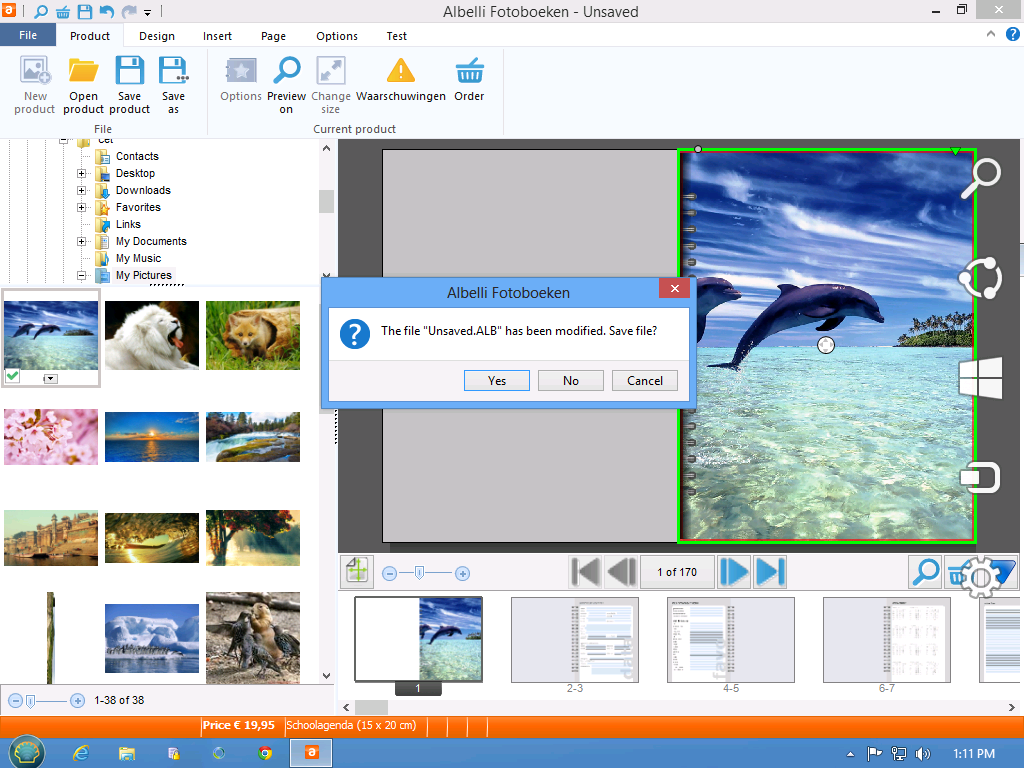 Albelli Fotoboeken - Unsaved
File
Product
Design
Insert
Page
Options
Test
New product
Open product
Save product
Save as
File
Options
Preview on
Change size
Waarschuwingen
Order
Current product
Cet
Contacts
Desktop
Downloads
Favorites
Links
My Documents
My Music
My Pictures
Albelli Fotoboeken
The file "Unsaved.ALB" has been modified. Save file?
Yes
No
Cancel
1 of 170
1
2-3
4-5
6-7
1-38 of 38
Price € 19,95
Schoolagenda (15 x 20 cm)
1:11 PM